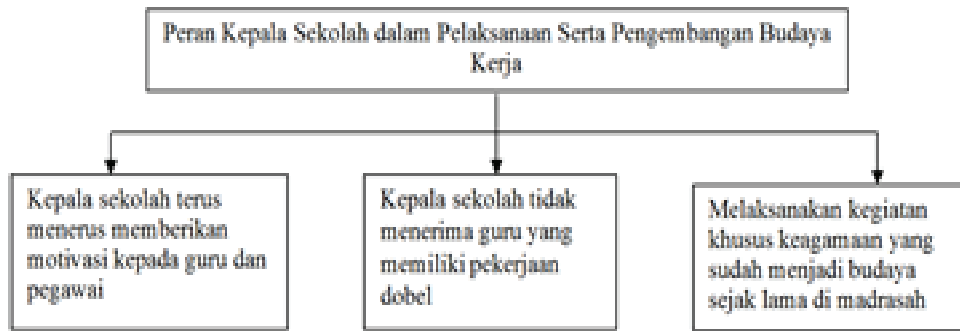 Peran Kepala Sekolah dalam Pelaksanaan Serta Pengembangan Budaya
Kerja
Kepala sekolah terus
menerus memberikan
motivasi kepada guru dan
pegawai
Kepala sekolah tidak
menerima guru yang
memiliki pekerjaan
dobel
Melaksanakan kegiatan
khusus keagamaan yang
sudah menjadi budaya
sejak lama di madrasah